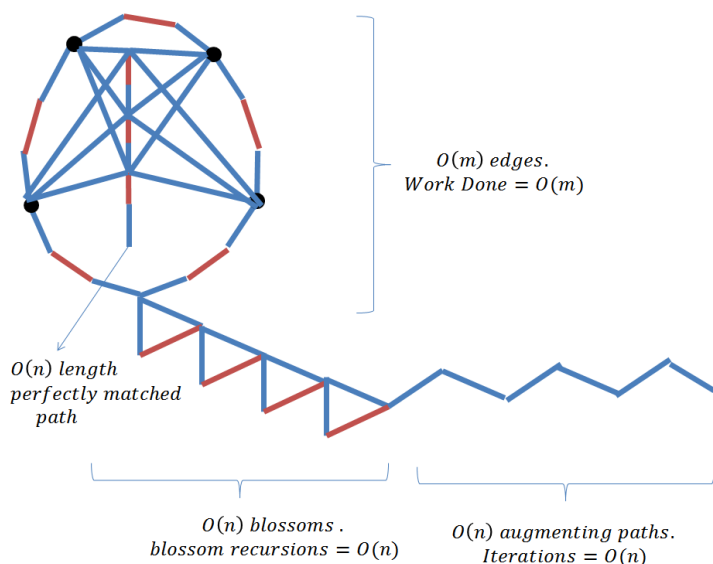 O(m) edges.
Work Done = O(m)
O(n) length
perfectly matched
path
O(n) blossoms .
blossom recursions = O(n)
O(n) augmenting paths.
Iterations = O(n)